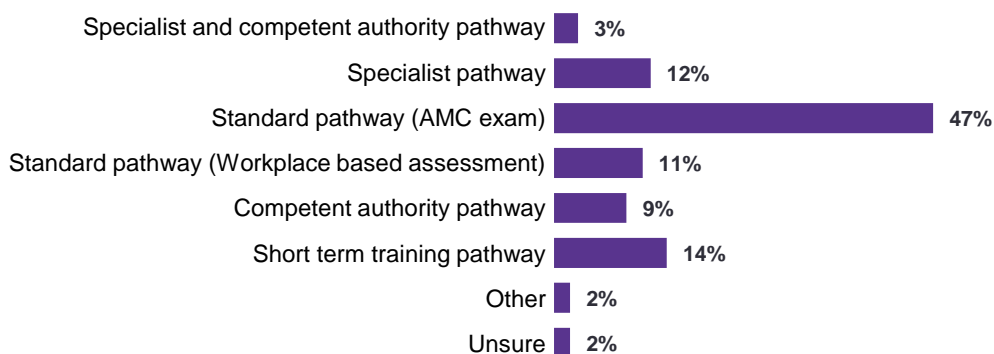 Specialist and competent authority pathway 3%
Specialist pathway 12%
Standard pathway (AMC exam) 47%
Standard pathway (Workplace based assessment) 11%
Competent authority pathway 9%
Short term training pathway 14%
Other 2%
Unsure 2%